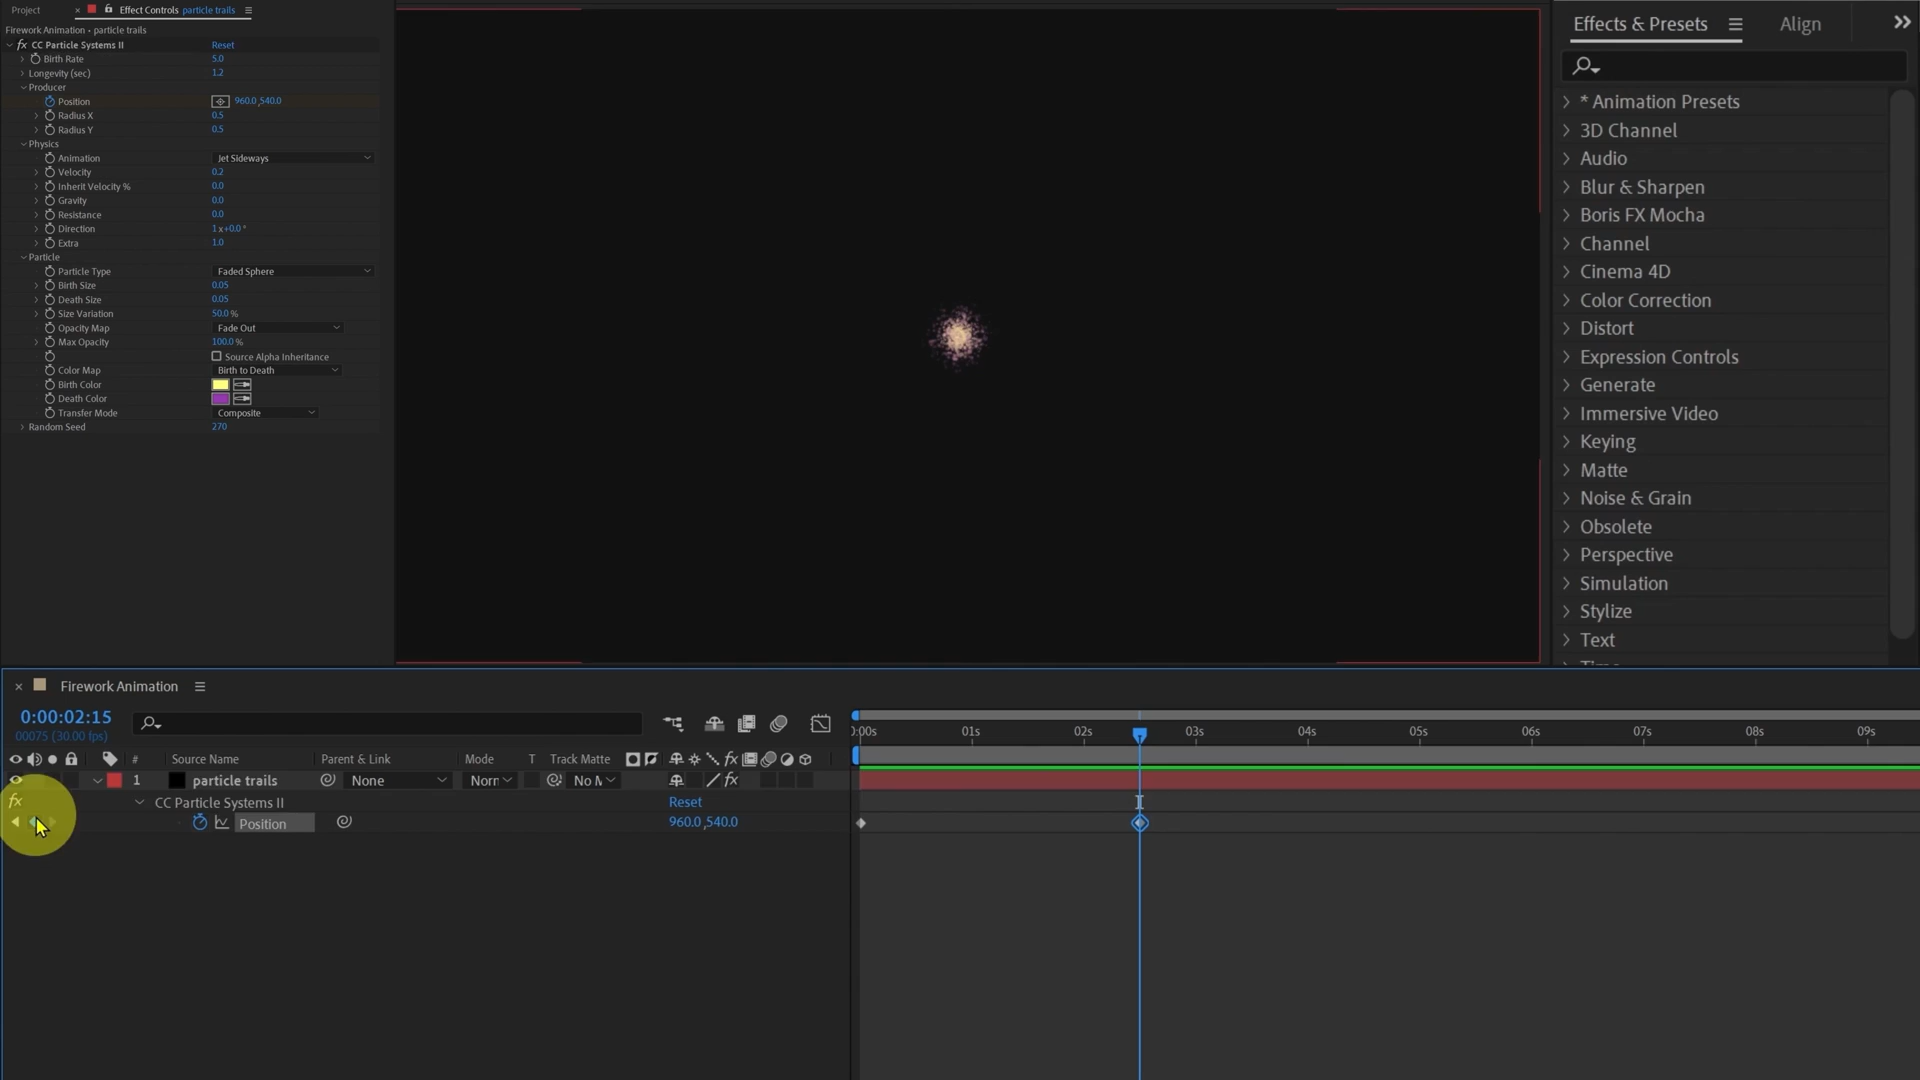 Project
× Effect Controls particle trails
Firework Animation • particle trails
fx CC Particle Systems II Reset
Birth Rate 5.0
Longevity (sec) 1.2
Producer
Position 960.0,540.0
Radius X 0.5
Radius Y 0.5
Physics
Animation Jet Sideways
Velocity 0.2
Inherit Velocity % 0.0
Gravity 0.0
Resistance 0.0
Direction 1x+0.0°
Extra 1.0
Particle
Particle Type Faded Sphere
Birth Size 0.05
Death Size 0.05
Size Variation 50.0%
Opacity Map Fade Out
Max Opacity 100.0%
Source Alpha Inheritance
Color Map Birth to Death
Birth Color
Death Color
Transfer Mode Composite
Random Seed 270
Effects & Presets Align
* Animation Presets
3D Channel
Audio
Blur & Sharpen
Boris FX Mocha
Channel
Cinema 4D
Color Correction
Distort
Expression Controls
Generate
Immersive Video
Keying
Matte
Noise & Grain
Obsolete
Perspective
Simulation
Stylize
Text
× Firework Animation
0:00:02:15
00075 (30.00 fps)
0:00s 01s 02s 03s 04s 05s 06s 07s 08s 09s
# Source Name Parent & Link Mode T Track Matte fx
1 particle trails None Norn No M fx
fx CC Particle Systems II Reset
Position 960.0,540.0